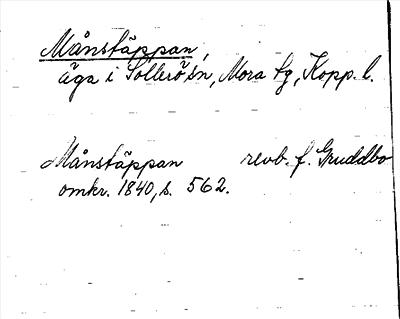 Månstäppan,
äga i Sollerö sn, Mora tg, Kopp. l.
Månstäppan revb. f. Gruddbo
omkr. 1840, s. 562.